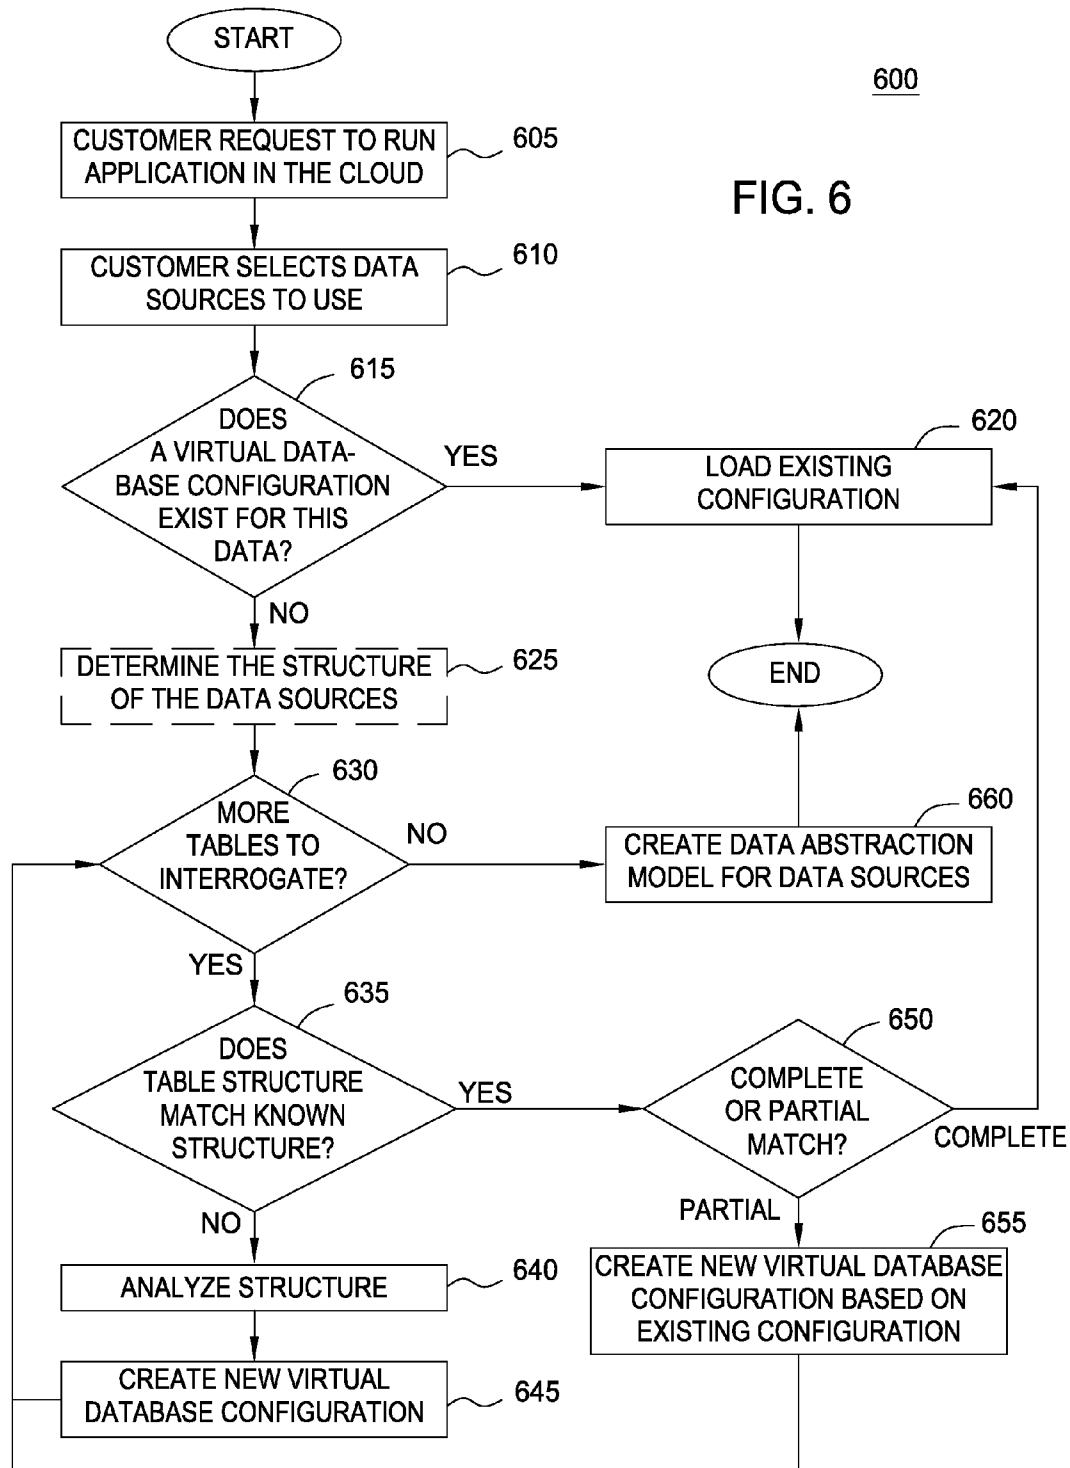 START
600
CUSTOMER REQUEST TO RUN
APPLICATION IN THE CLOUD
605
FIG. 6
CUSTOMER SELECTS DATA
SOURCES TO USE
610
615
DOES
A VIRTUAL DATA-
BASE CONFIGURATION
EXIST FOR THIS
DATA?
YES
620
LOAD EXISTING
CONFIGURATION
NO
DETERMINE THE STRUCTURE
OF THE DATA SOURCES
625
END
630
MORE
TABLES TO
INTERROGATE?
NO
660
CREATE DATA ABSTRACTION
MODEL FOR DATA SOURCES
YES
635
DOES
TABLE STRUCTURE
MATCH KNOWN
STRUCTURE?
YES
650
COMPLETE
OR PARTIAL
MATCH?
COMPLETE
NO
PARTIAL
ANALYZE STRUCTURE
640
655
CREATE NEW VIRTUAL DATABASE
CONFIGURATION BASED ON
EXISTING CONFIGURATION
CREATE NEW VIRTUAL
DATABASE CONFIGURATION
645